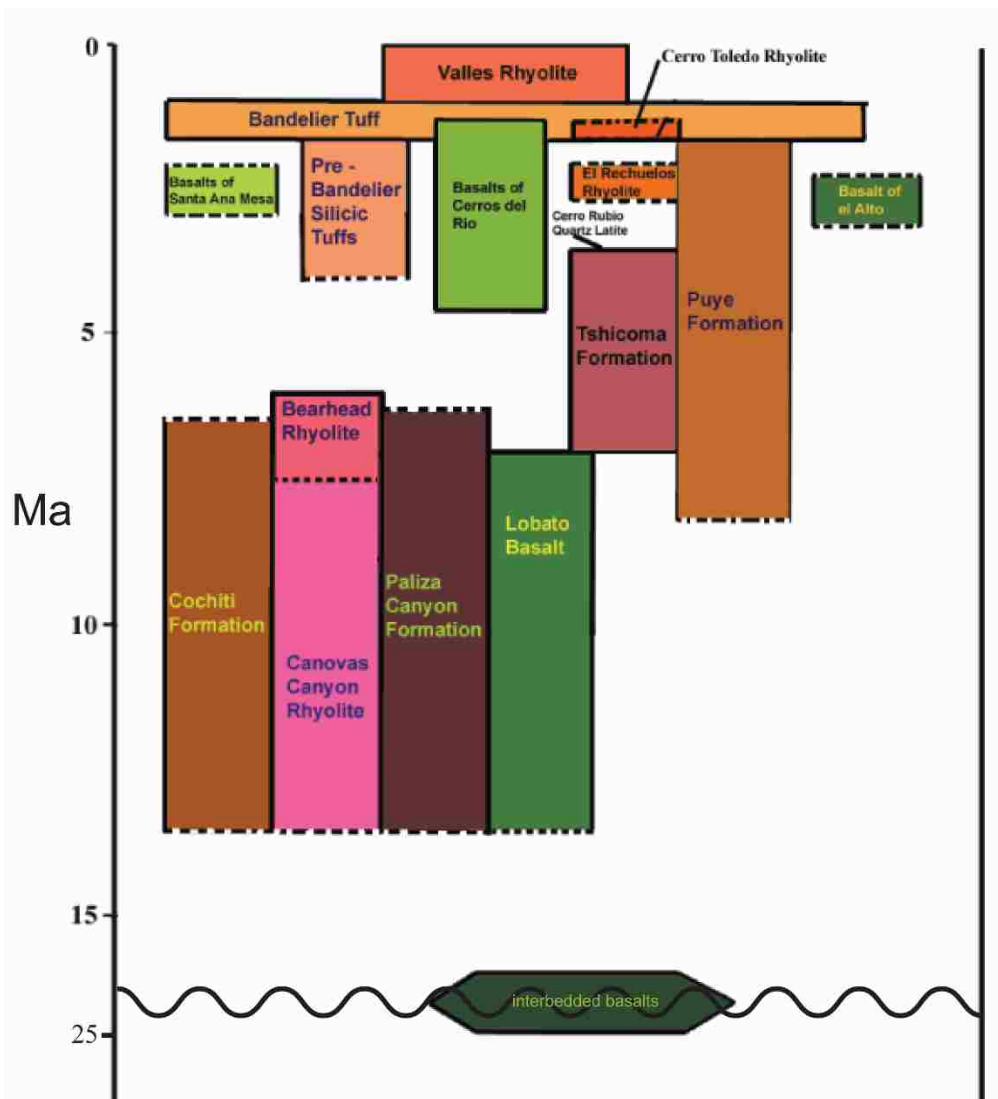 0
Valles Rhyolite
Cerro Toledo Rhyolite
Bandelier Tuff
Pre -
Bandelier
Silicic
Tuffs
Basalts of
Santa Ana Mesa
Basalts of
Cerros del
Rio
El Rechuelos
Rhyolite
Cerro Rubio
Quartz Latite
Basalt of
el Alto
Puye
Formation
5
Tshicoma
Formation
Bearhead
Rhyolite
Ma
Lobato
Basalt
Cochiti
Formation
Paliza
Canyon
Formation
10
Canovas
Canyon
Rhyolite
15
interbedded basalts
25